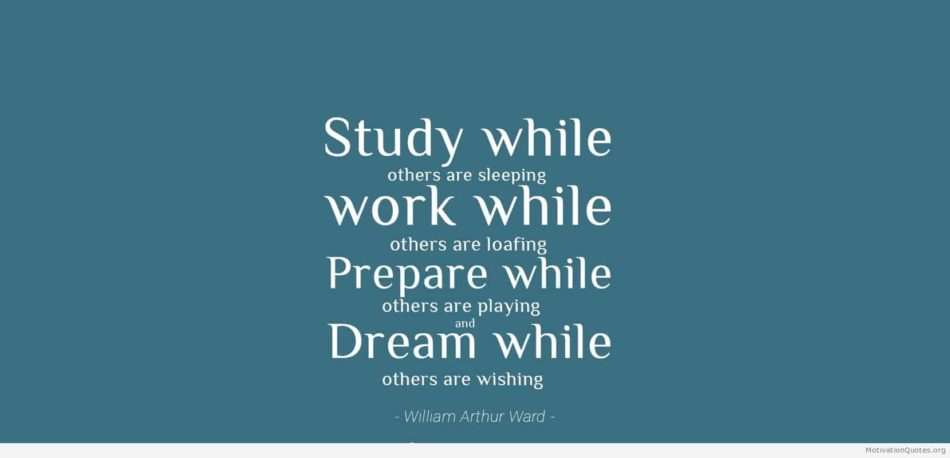 Study while
others are sleeping
work while
others are loafing
Prepare while
others are playing
and
Dream while
others are wishing
- William Arthur Ward -
MotivationQuotes.org